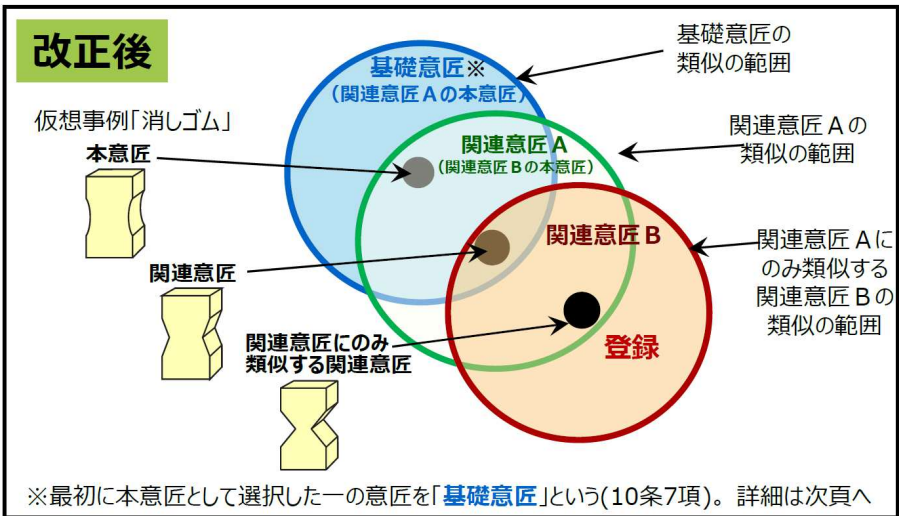 改正後
基礎意匠※
(関連意匠Aの本意匠)
基礎意匠の
類似の範囲
仮想事例「消しゴム」
本意匠
関連意匠A
(関連意匠Bの本意匠)
関連意匠Aの
類似の範囲
関連意匠
関連意匠B
関連意匠Aに
のみ類似する
関連意匠Bの
類似の範囲
関連意匠にのみ
類似する関連意匠
登録
※最初に本意匠として選択した一の意匠を「基礎意匠」という(10条7項)。詳細は次頁へ